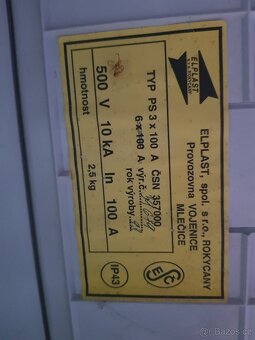 ELPLAST
ELPLAST, spol. s r.o., ROKYCANY
Provozovna VOJENICE
MLEČICE
TYP PS 3 x 100 A ČSN 357000
6 x 100 A výr.č.
rok výroby
500 V 10 kA In 100 A
hmotnost 2,5 kg
IP43
bazos.cz